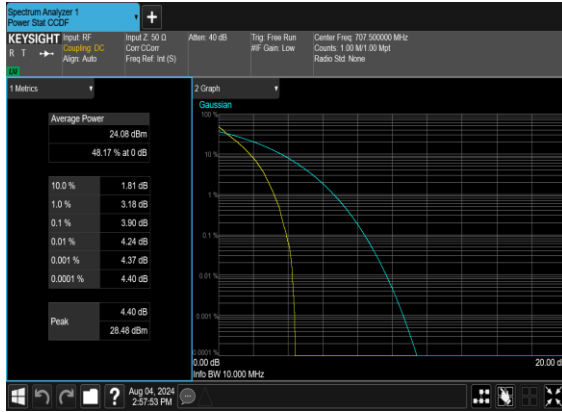 Spectrum Analyzer 1
Power Stat CCDF
+
KEYSIGHT
R T
LU
Input: RF
Coupling: DC
Align: Auto
Input Z: 50 Ω
Corr CCorr
Freq Ref: Int (S)
Atten: 40 dB
Trig: Free Run
#IF Gain: Low
Center Freq: 707.500000 MHz
Counts: 1.00 M/1.00 Mpt
Radio Std: None
1 Metrics
Average Power
24.08 dBm
48.17 % at 0 dB
10.0 % 1.81 dB
1.0 % 3.18 dB
0.1 % 3.90 dB
0.01 % 4.24 dB
0.001 % 4.37 dB
0.0001 % 4.40 dB
Peak
4.40 dB
28.48 dBm
2 Graph
Gaussian
100 %
10 %
1 %
0.1 %
0.01 %
0.001 %
0.0001 %
0.00 dB 20.00 d
Info BW 10.000 MHz
?
Aug 04, 2024
2:57:53 PM